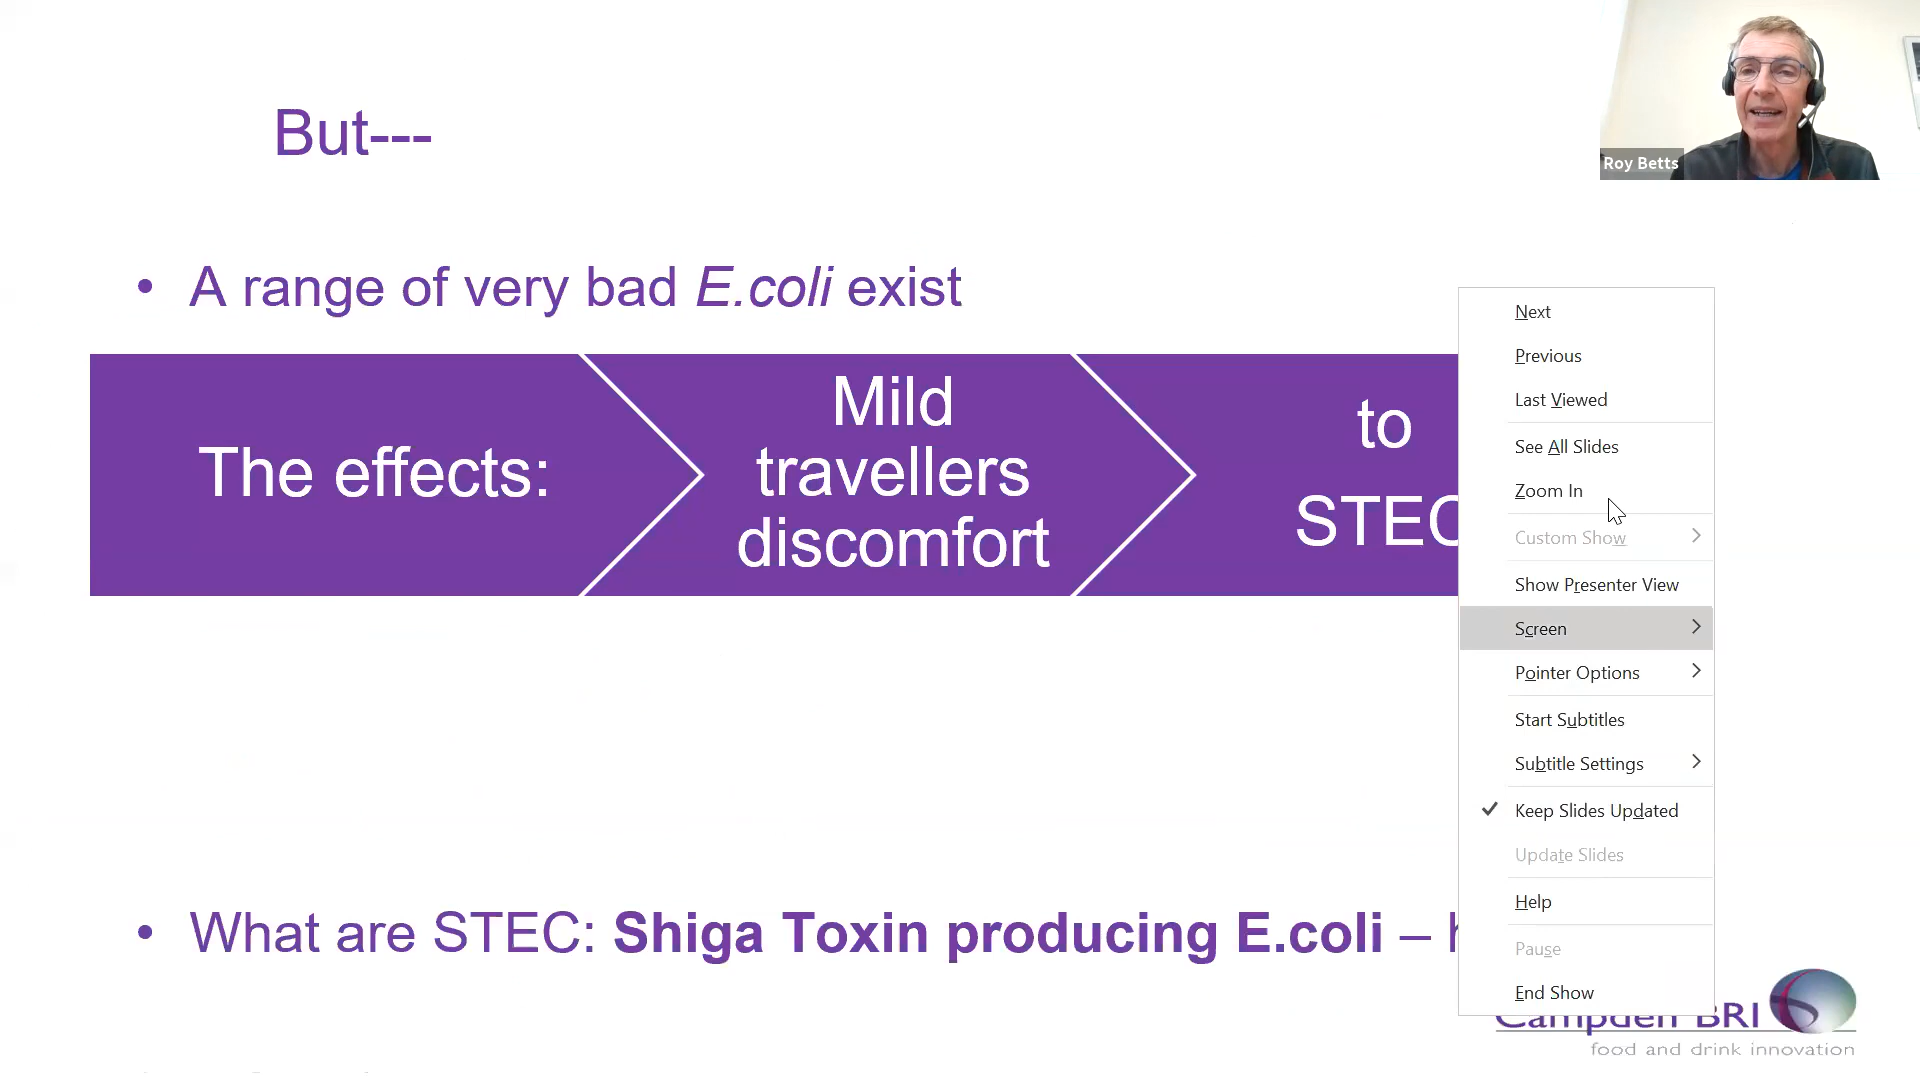 But---
Roy Betts
• A range of very bad E.coli exist
The effects:
Mild
travellers
discomfort
to
STEC
• What are STEC: Shiga Toxin producing E.coli –
Next
Previous
Last Viewed
See All Slides
Zoom In
Custom Show
Show Presenter View
Screen
Pointer Options
Start Subtitles
Subtitle Settings
Keep Slides Updated
Update Slides
Help
Pause
End Show
Campden BRI
food and drink innovation